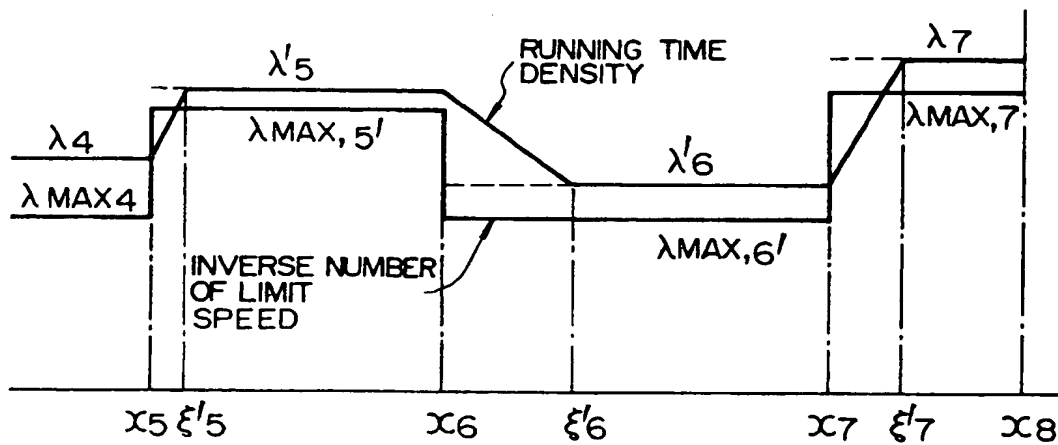 RUNNING TIME
DENSITY
λ7
λ'5
λMAX, 5'
λMAX,7
λ4
λ'6
λMAX4
λMAX,6'
INVERSE NUMBER
OF LIMIT
SPEED
x5 ξ'5 x6 ξ'6 x7 ξ'7 x8